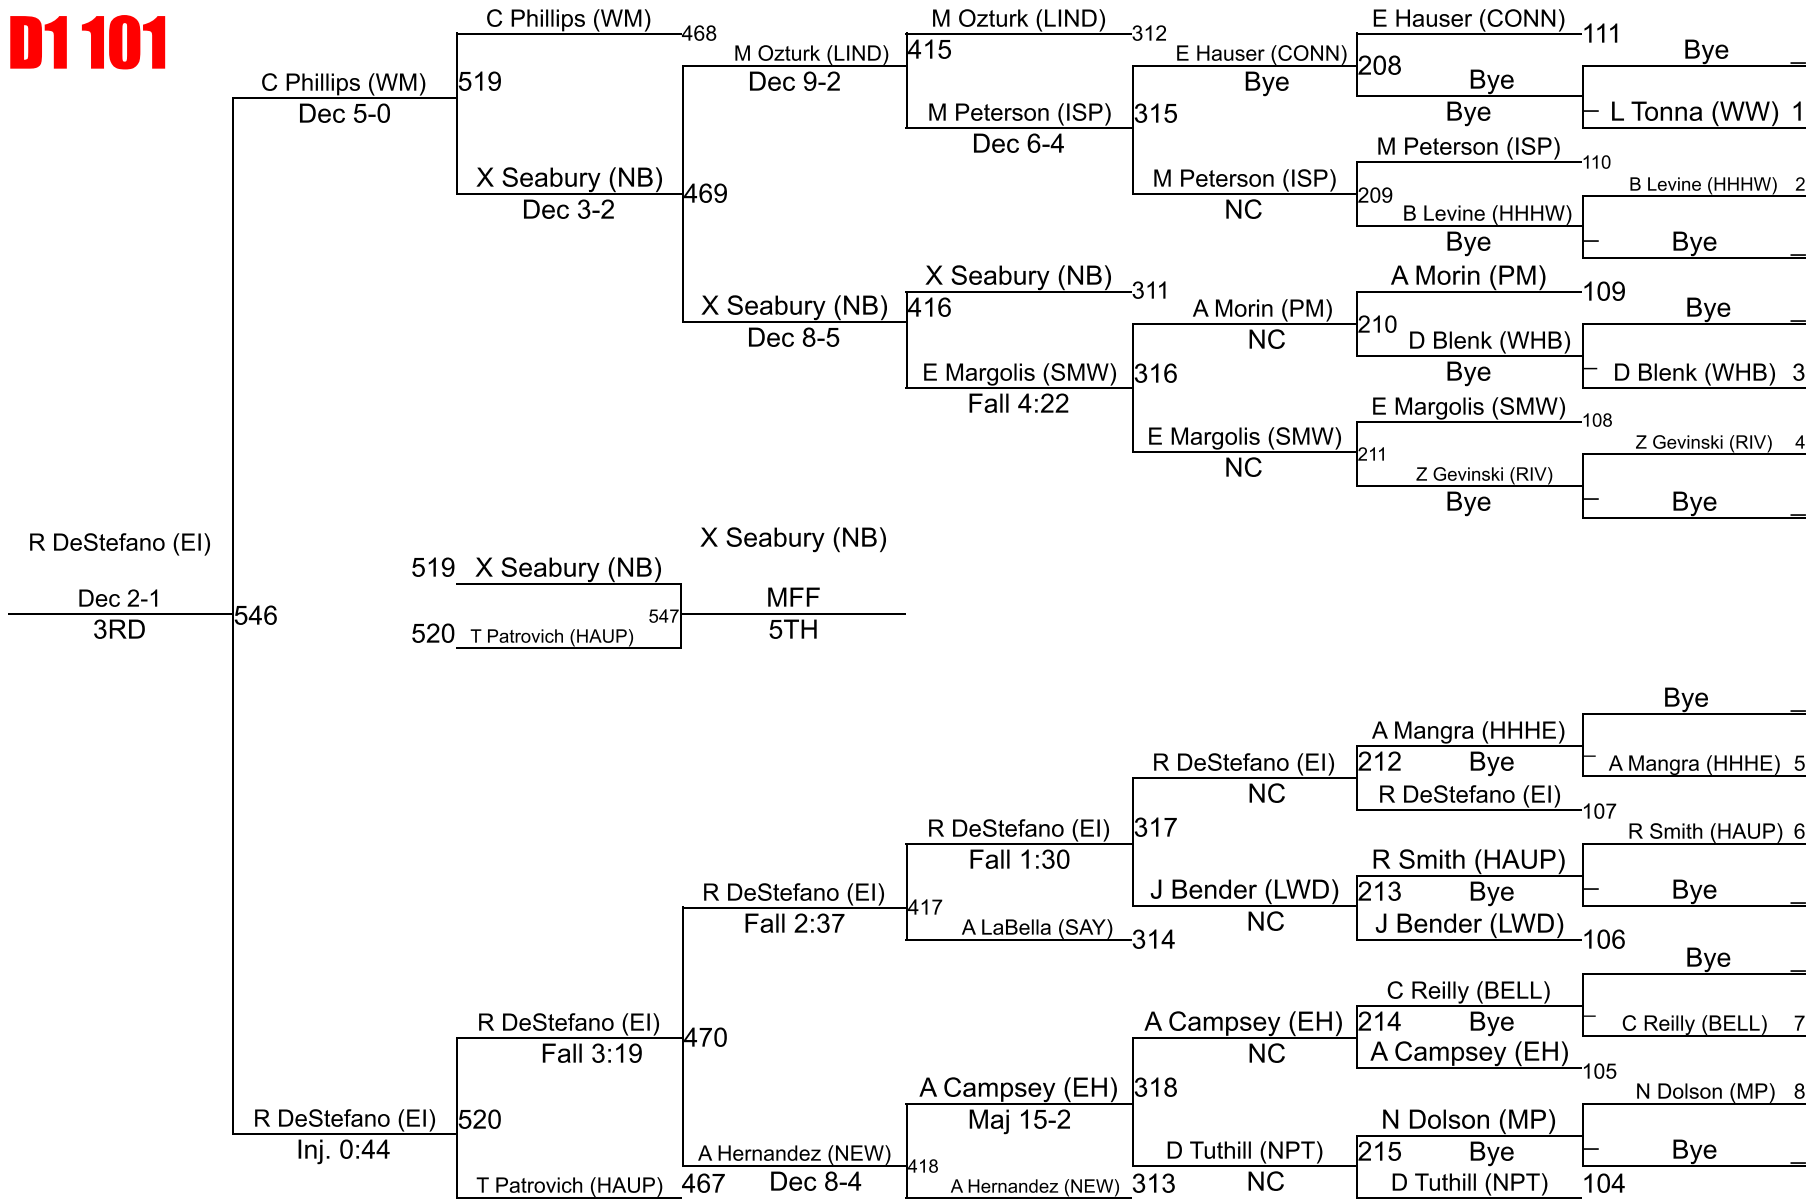 D1 101
C Phillips (WM)
468
M Ozturk (LIND)
312
E Hauser (CONN)
111
M Ozturk (LIND)
415
E Hauser (CONN)
208
Bye _
C Phillips (WM)
519
Dec 9-2
Bye
Bye
Dec 5-0
M Peterson (ISP)
315
Bye
L Tonna (WW) 1
Dec 6-4
M Peterson (ISP)
110
X Seabury (NB)
469
M Peterson (ISP)
209
B Levine (HHHW) 2
Dec 3-2
NC
B Levine (HHHW)
Bye
Bye _
X Seabury (NB)
311
A Morin (PM)
109
X Seabury (NB)
416
A Morin (PM)
210
Bye _
Dec 8-5
NC
D Blenk (WHB)
E Margolis (SMW)
316
Bye
D Blenk (WHB) 3
Fall 4:22
E Margolis (SMW)
108
E Margolis (SMW)
211
Z Gevinski (RIV) 4
NC
Z Gevinski (RIV)
Bye
Bye _
R DeStefano (EI)
X Seabury (NB)
519 X Seabury (NB)
Dec 2-1
546
547
MFF
3RD
520 T Patrovich (HAUP)
5TH
Bye _
A Mangra (HHHE)
R DeStefano (EI)
212
Bye
A Mangra (HHHE) 5
NC
R DeStefano (EI)
107
R DeStefano (EI)
317
R Smith (HAUP) 6
Fall 1:30
R Smith (HAUP)
R DeStefano (EI)
J Bender (LWD)
213
Bye
Bye _
Fall 2:37
417
NC
J Bender (LWD)
106
A LaBella (SAY)
314
Bye _
C Reilly (BELL)
R DeStefano (EI)
470
A Campsey (EH)
214
Bye
C Reilly (BELL) 7
Fall 3:19
NC
A Campsey (EH)
105
A Campsey (EH)
318
N Dolson (MP) 8
R DeStefano (EI)
520
Maj 15-2
N Dolson (MP)
Inj. 0:44
A Hernandez (NEW)
418
D Tuthill (NPT)
215
Bye
Bye _
T Patrovich (HAUP)
467
Dec 8-4
A Hernandez (NEW)
313
NC
D Tuthill (NPT)
104